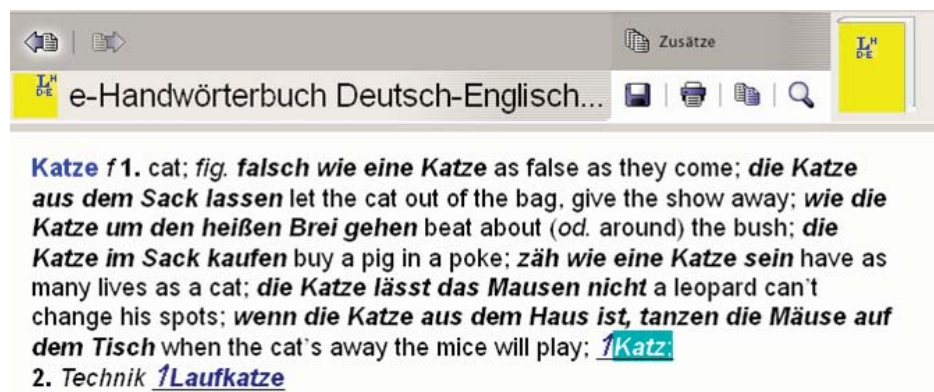 Zusätze
L H
D·E
L H
D·E
e-Handwörterbuch Deutsch-Englisch...
Katze f 1. cat; fig. falsch wie eine Katze as false as they come; die Katze
aus dem Sack lassen let the cat out of the bag, give the show away; wie die
Katze um den heißen Brei gehen beat about (od. around) the bush; die
Katze im Sack kaufen buy a pig in a poke; zäh wie eine Katze sein have as
many lives as a cat; die Katze lässt das Mausen nicht a leopard can't
change his spots; wenn die Katze aus dem Haus ist, tanzen die Mäuse auf
dem Tisch when the cat's away the mice will play; ↑Katz;
2. Technik ↑Laufkatze